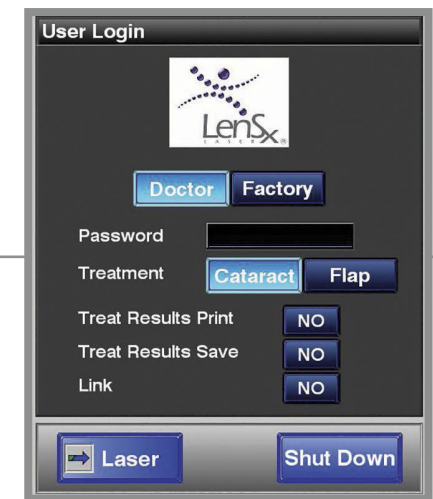 User Login
LenSx®
LASERS
Doctor Factory
Password
Treatment Cataract Flap
Treat Results Print NO
Treat Results Save NO
Link NO
Laser Shut Down